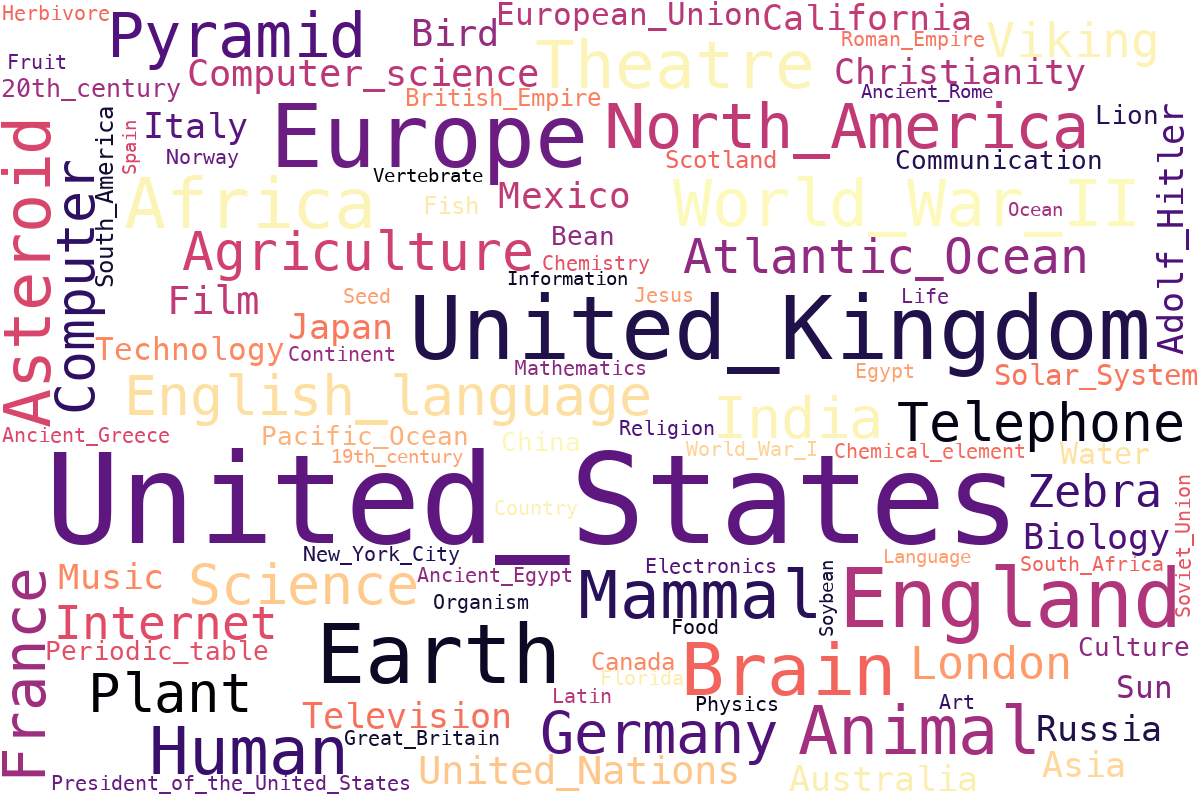 Herbivore
Pyramid
Bird
European_Union
California
Roman_Empire
Viking
Fruit
Computer_science
Theatre
Christianity
20th_century
British_Empire
Ancient_Rome
Asteroid
Computer
South_America
Spain
Italy
Europe
North_America
Lion
Adolf_Hitler
Norway
Vertebrate
Scotland
Communication
Africa
Fish
Mexico
World_War_II
Ocean
Agriculture
Bean
Chemistry
Atlantic_Ocean
Information
Film
Seed
Jesus
Life
Japan
United_Kingdom
Technology
Continent
Mathematics
Egypt
Solar_System
English_language
India
Telephone
Ancient_Greece
Pacific_Ocean
China
Religion
19th_century
World_War_I
Chemical_element
Water
United_States
Country
Zebra
Soviet_Union
Biology
New_York_City
Electronics
Language
South_Africa
France
Music
Science
Ancient_Egypt
Mammal
Soybean
England
Internet
Organism
Food
Periodic_table
Earth
Canada
Brain
London
Culture
Florida
Plant
Latin
Physics
Art
Sun
Television
Human
Great_Britain
Germany
Animal
Russia
President_of_the_United_States
United_Nations
Australia
Asia